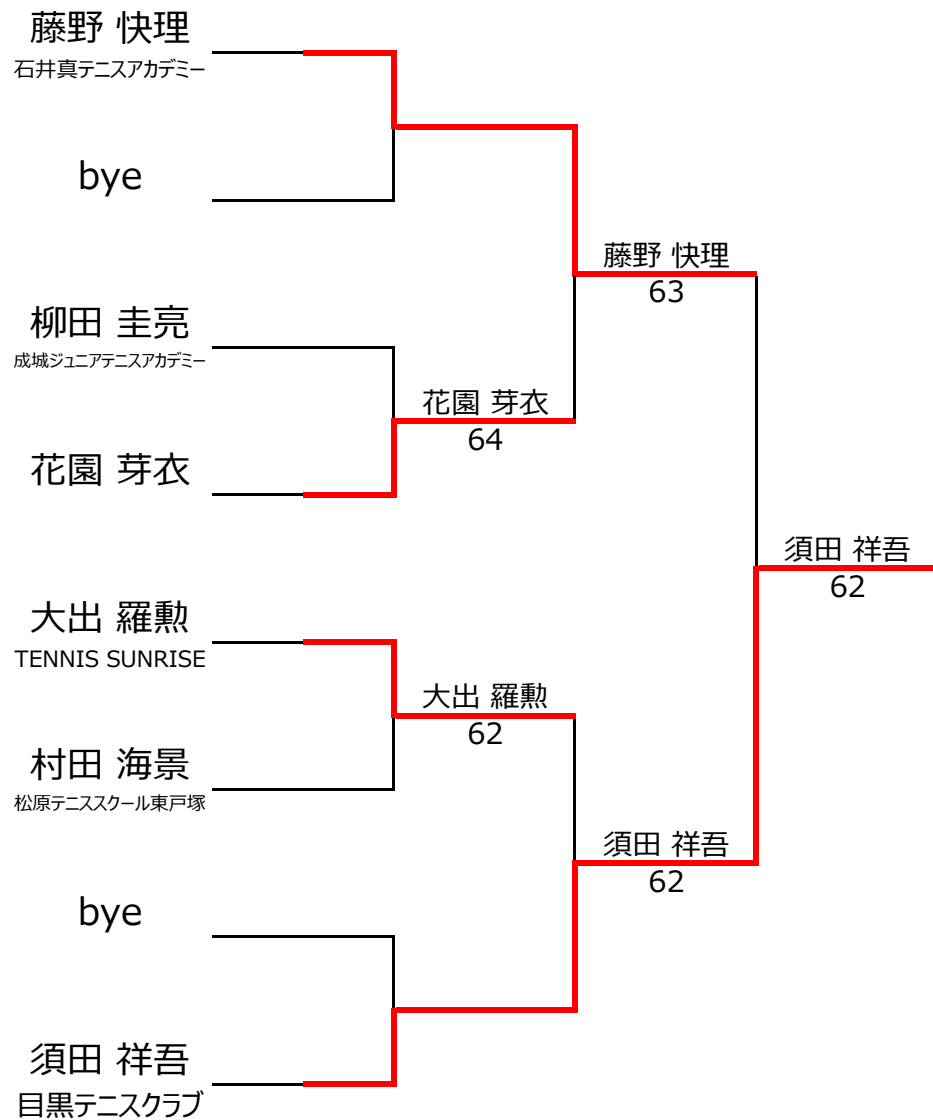 藤野 快理
石井真テニスアカデミー
bye
藤野 快理
63
柳田 圭亮
成城ジュニアテニスアカデミー
花園 芽衣
64
花園 芽衣
須田 祥吾
62
大出 羅勲
TENNIS SUNRISE
大出 羅勲
62
村田 海景
松原テニススクール東戸塚
須田 祥吾
62
bye
須田 祥吾
目黒テニスクラブ